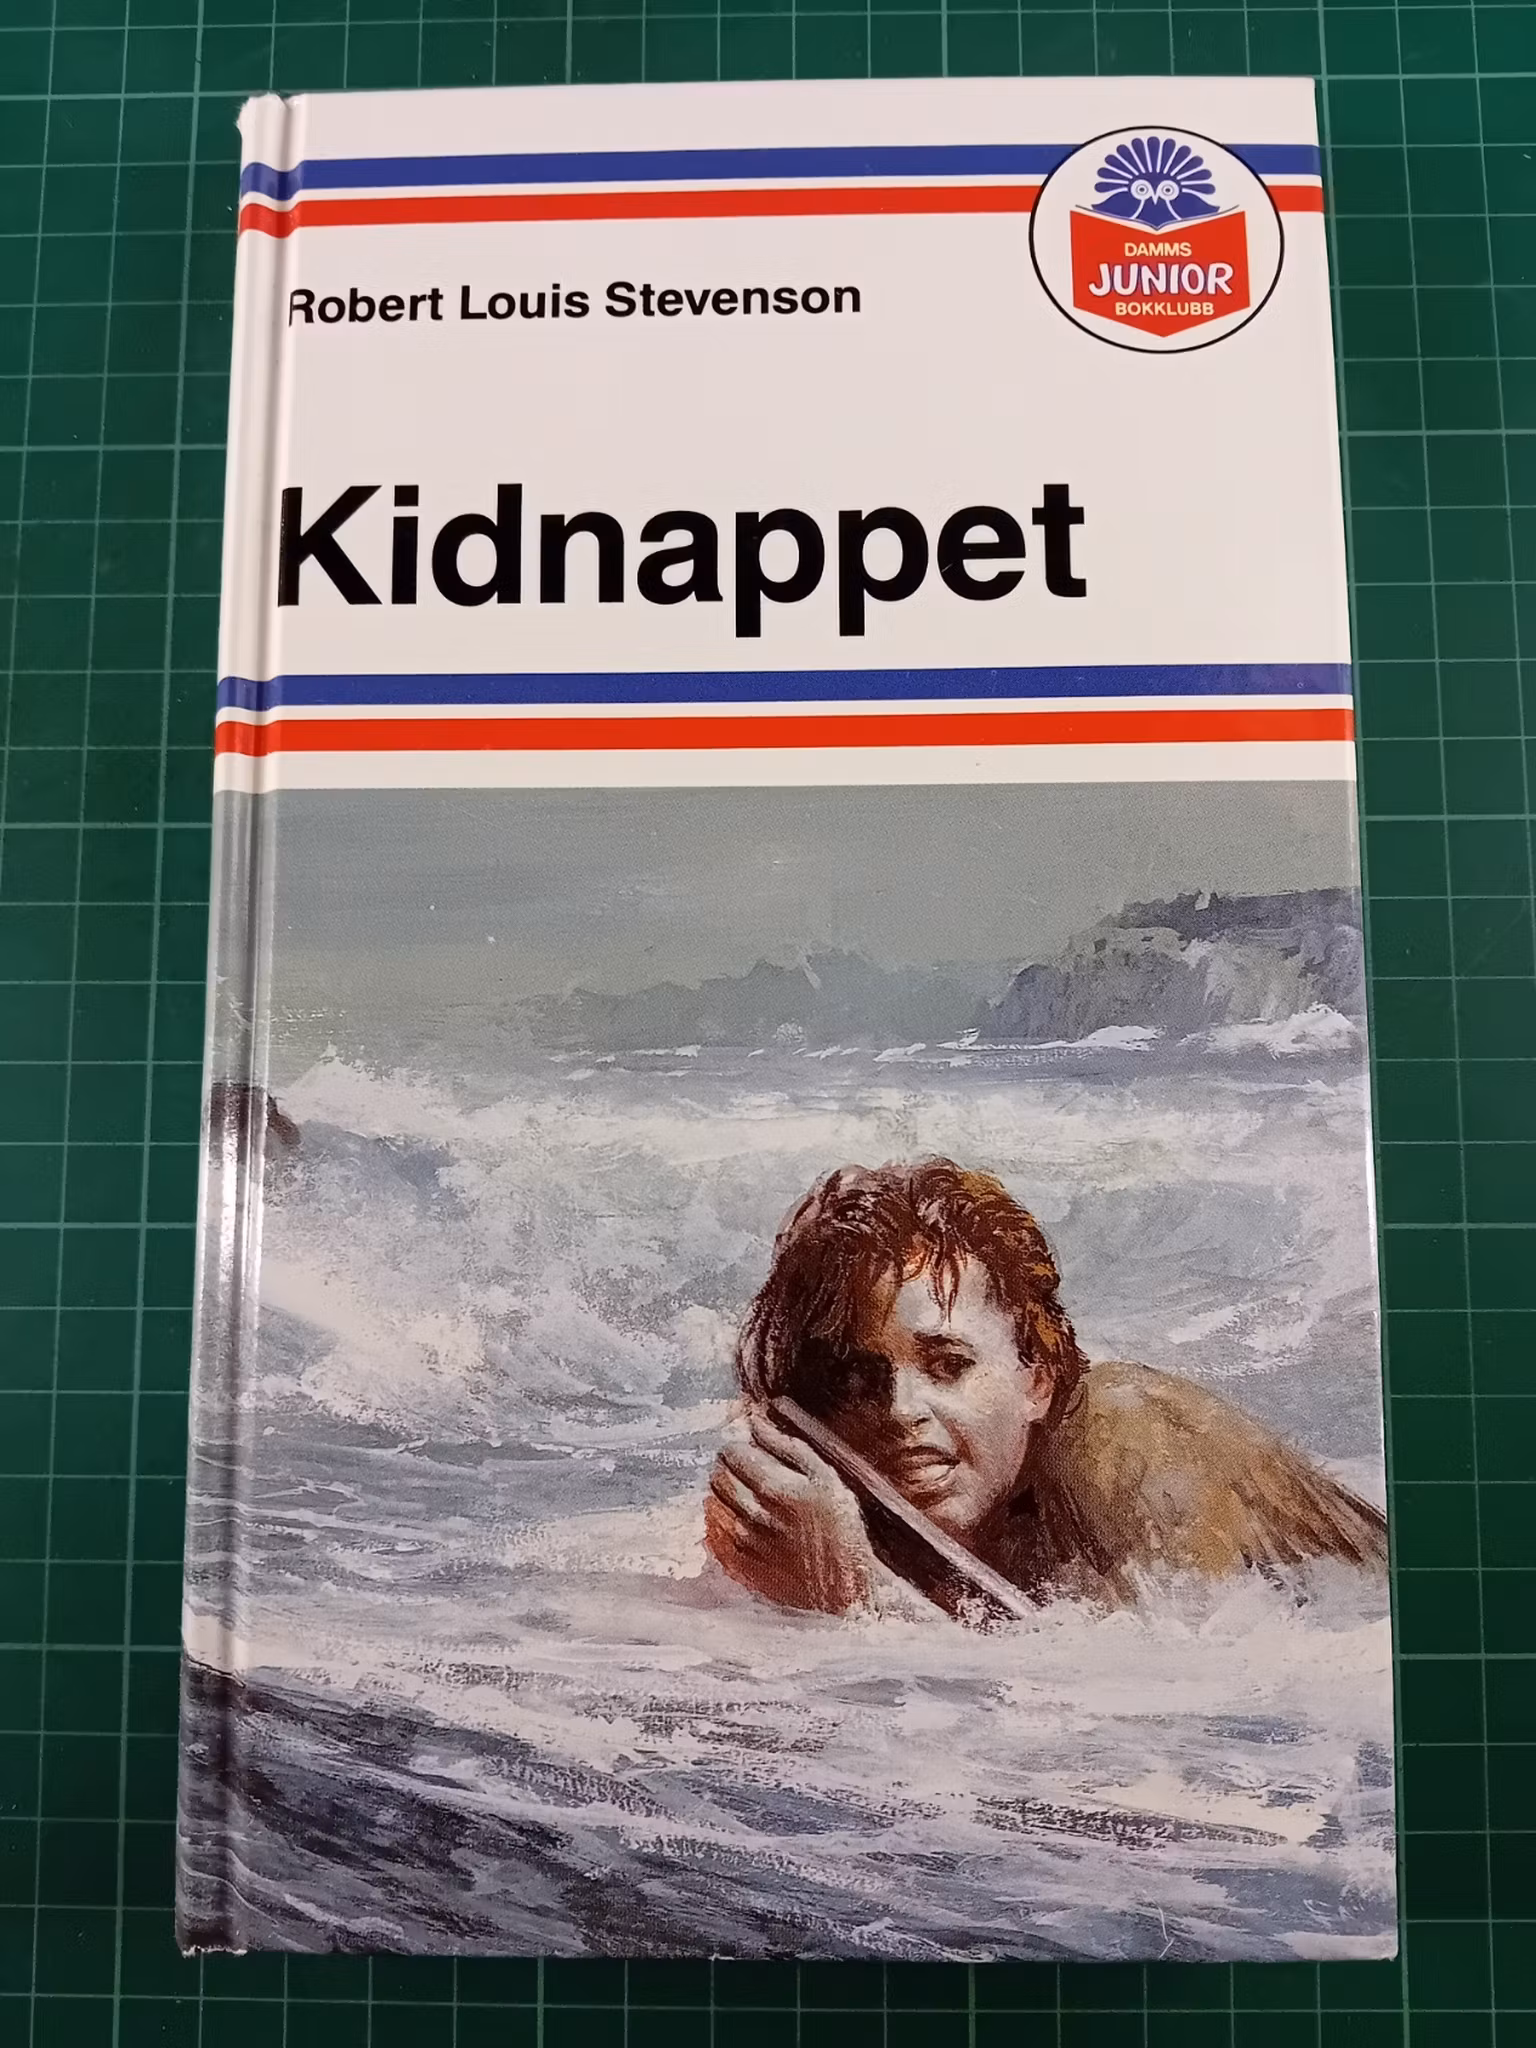 Robert Louis Stevenson
DAMMS
JUNIOR
BOKKLUBB
Kidnappet